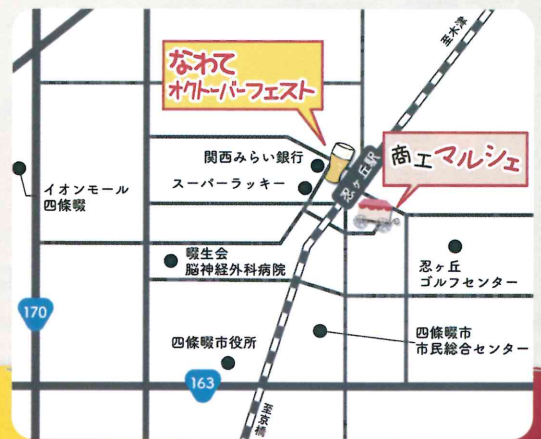 至木津
なわて
オクトーバーフェスト
商工マルシェ
関西みらい銀行
スーパーラッキー
忍ヶ丘駅
イオンモール
四條畷
畷生会
脳神経外科病院
忍ヶ丘
ゴルフセンター
170
四條畷市役所
四條畷市
市民総合センター
163
至京橋